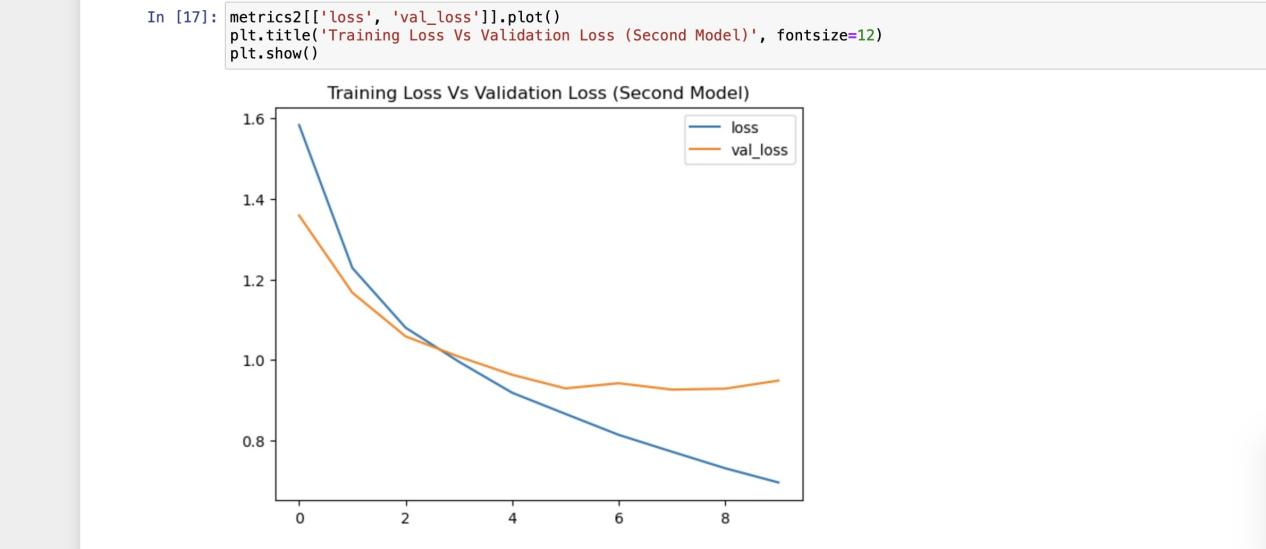 In [17]: metrics2[['loss', 'val_loss']].plot()
plt.title('Training Loss Vs Validation Loss (Second Model)', fontsize=12)
plt.show()
Training Loss Vs Validation Loss (Second Model)
loss
val_loss
1.6
1.4
1.2
1.0
0.8
0 2 4 6 8